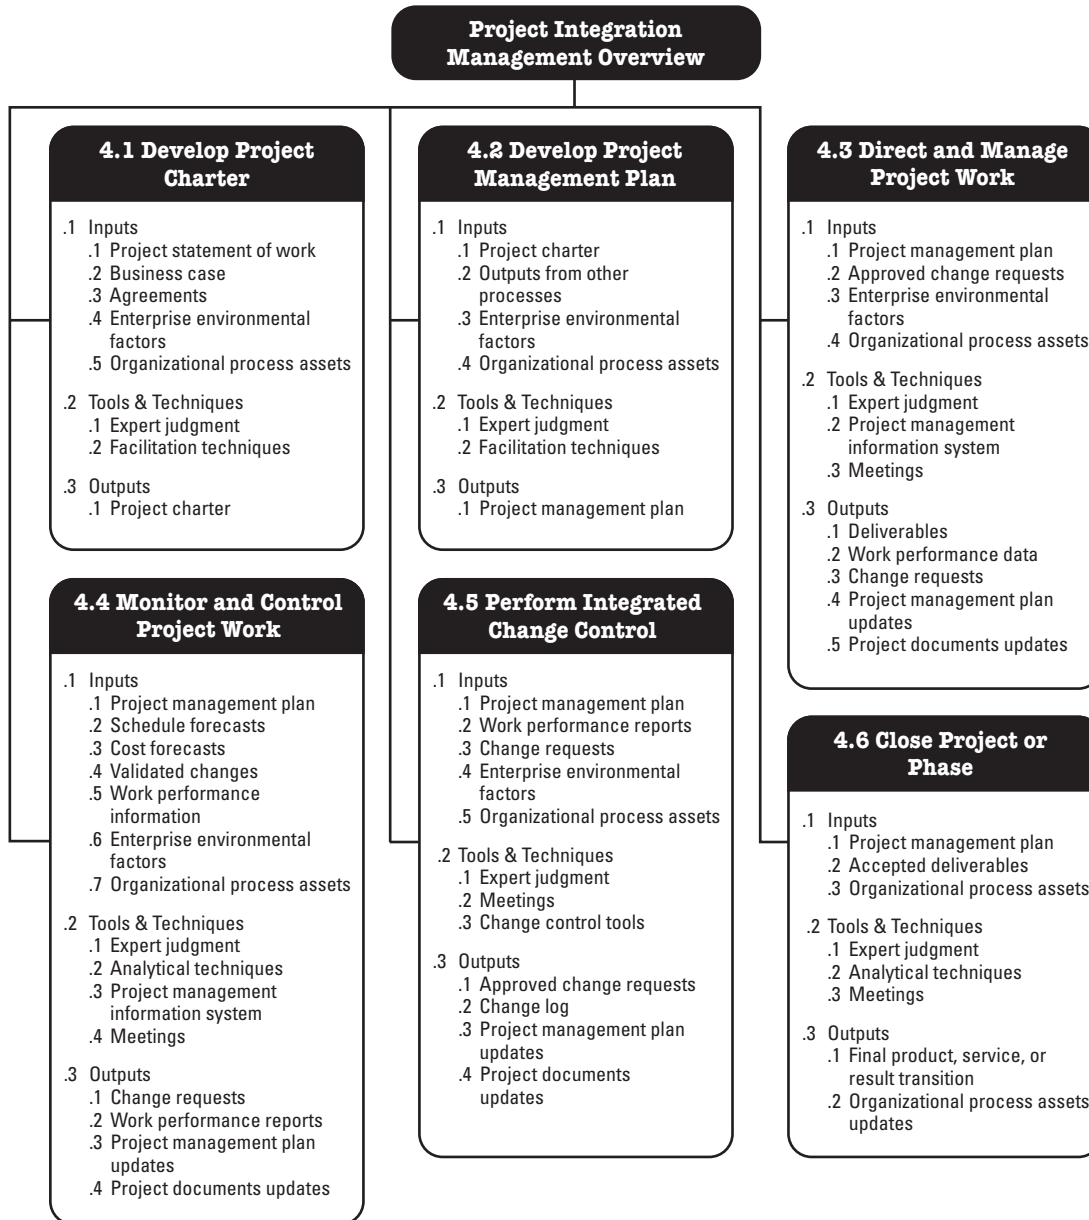 Project Integration
Management Overview
4.1 Develop Project
Charter
.1 Inputs
.1 Project statement of work
.2 Business case
.3 Agreements
.4 Enterprise environmental
factors
.5 Organizational process assets
.2 Tools & Techniques
.1 Expert judgment
.2 Facilitation techniques
.3 Outputs
.1 Project charter
4.2 Develop Project
Management Plan
.1 Inputs
.1 Project charter
.2 Outputs from other
processes
.3 Enterprise environmental
factors
.4 Organizational process assets
.2 Tools & Techniques
.1 Expert judgment
.2 Facilitation techniques
.3 Outputs
.1 Project management plan
4.3 Direct and Manage
Project Work
.1 Inputs
.1 Project management plan
.2 Approved change requests
.3 Enterprise environmental
factors
.4 Organizational process assets
.2 Tools & Techniques
.1 Expert judgment
.2 Project management
information system
.3 Meetings
.3 Outputs
.1 Deliverables
.2 Work performance data
.3 Change requests
.4 Project management plan
updates
.5 Project documents updates
4.4 Monitor and Control
Project Work
.1 Inputs
.1 Project management plan
.2 Schedule forecasts
.3 Cost forecasts
.4 Validated changes
.5 Work performance
information
.6 Enterprise environmental
factors
.7 Organizational process assets
.2 Tools & Techniques
.1 Expert judgment
.2 Analytical techniques
.3 Project management
information system
.4 Meetings
.3 Outputs
.1 Change requests
.2 Work performance reports
.3 Project management plan
updates
.4 Project documents updates
4.5 Perform Integrated
Change Control
.1 Inputs
.1 Project management plan
.2 Work performance reports
.3 Change requests
.4 Enterprise environmental
factors
.5 Organizational process assets
.2 Tools & Techniques
.1 Expert judgment
.2 Meetings
.3 Change control tools
.3 Outputs
.1 Approved change requests
.2 Change log
.3 Project management plan
updates
.4 Project documents
updates
4.6 Close Project or
Phase
.1 Inputs
.1 Project management plan
.2 Accepted deliverables
.3 Organizational process assets
.2 Tools & Techniques
.1 Expert judgment
.2 Analytical techniques
.3 Meetings
.3 Outputs
.1 Final product, service, or
result transition
.2 Organizational process assets
updates